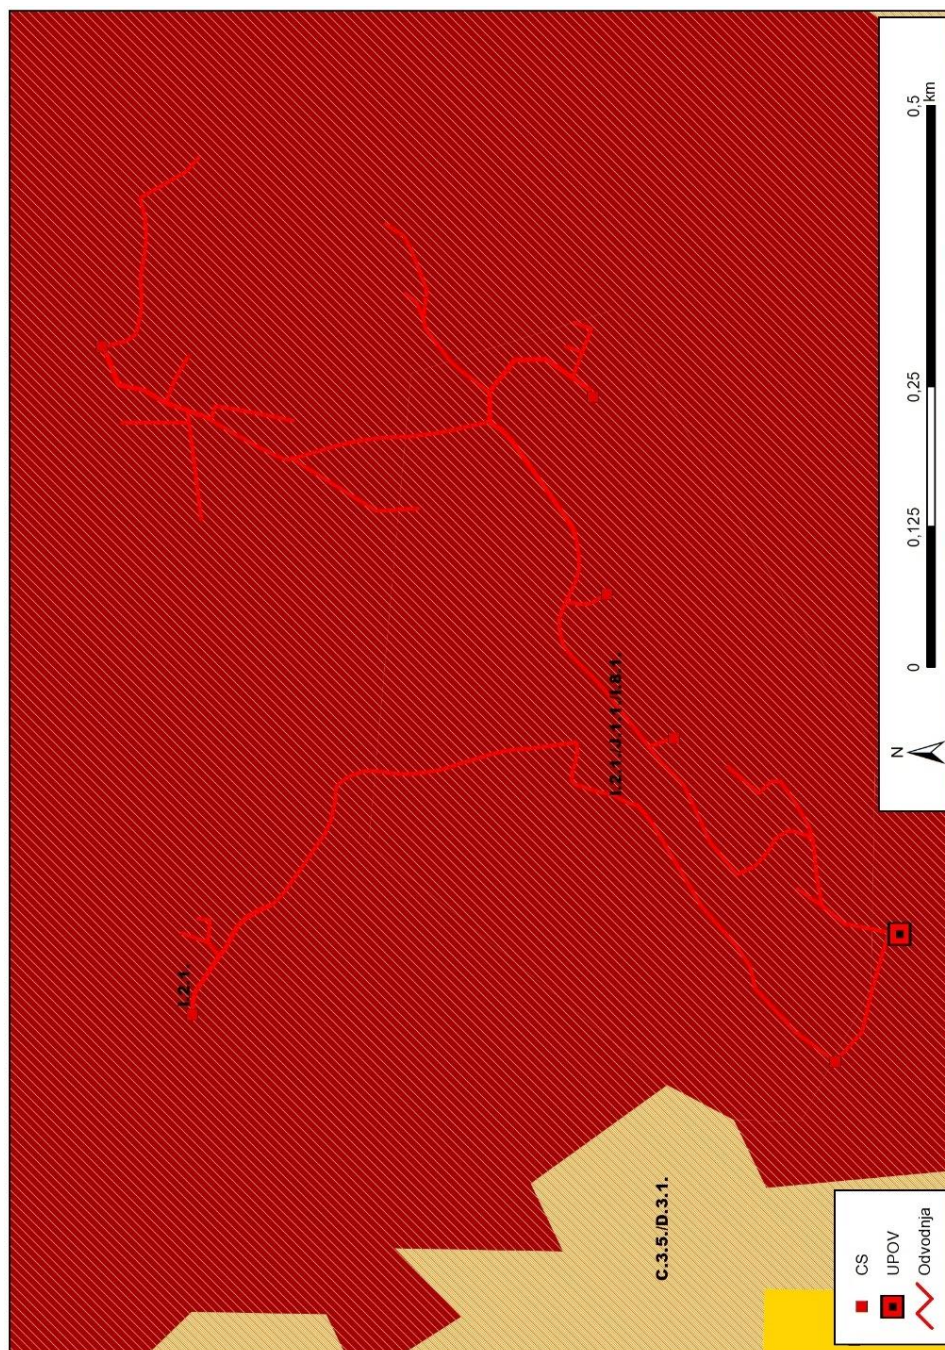 I.2.1.
I.2.1./J.1.1./I.8.1.
C.3.5./D.3.1.
CS
UPOV
Odvodnja
N
0
0,125
0,25
0,5
km